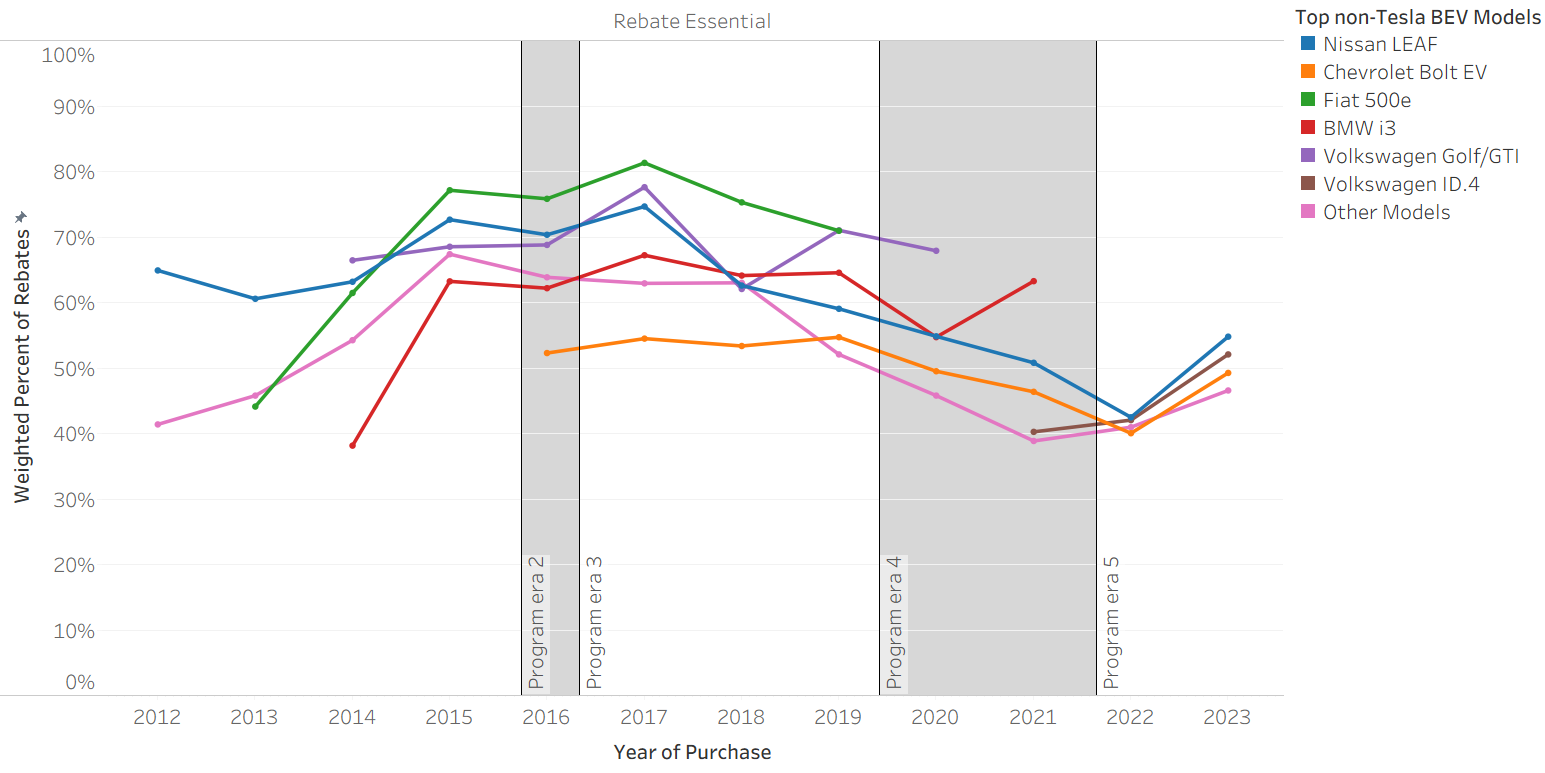 Rebate Essential
Top non-Tesla BEV Models
Nissan LEAF
Chevrolet Bolt EV
Fiat 500e
BMW i3
Volkswagen Golf/GTI
Volkswagen ID.4
Other Models
Weighted Percent of Rebates
100%
90%
80%
70%
60%
50%
40%
30%
20%
10%
0%
Program era 2
Program era 3
Program era 4
Program era 5
2012 2013 2014 2015 2016 2017 2018 2019 2020 2021 2022 2023
Year of Purchase